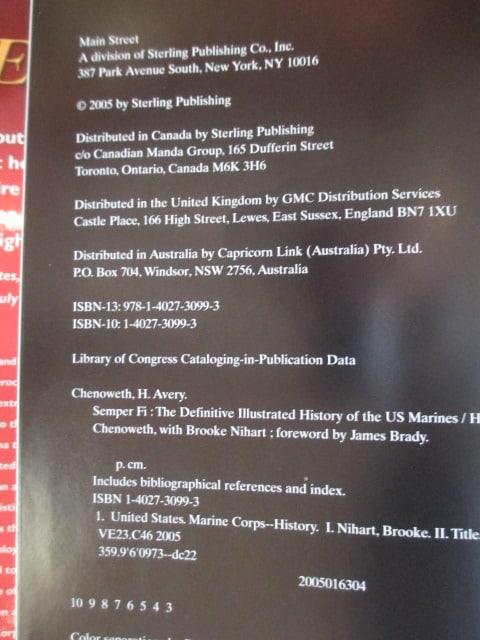 Main Street
A division of Sterling Publishing Co., Inc.
387 Park Avenue South, New York, NY 10016
© 2005 by Sterling Publishing
Distributed in Canada by Sterling Publishing
c/o Canadian Manda Group, 165 Dufferin Street
Toronto, Ontario, Canada M6K 3H6
Distributed in the United Kingdom by GMC Distribution Services
Castle Place, 166 High Street, Lewes, East Sussex, England BN7 1XU
Distributed in Australia by Capricorn Link (Australia) Pty. Ltd.
P.O. Box 704, Windsor, NSW 2756, Australia
ISBN-13: 978-1-4027-3099-3
ISBN-10: 1-4027-3099-3
Library of Congress Cataloging-in-Publication Data
Chenoweth, H. Avery.
Semper Fi : The Definitive Illustrated History of the US Marines / H
Chenoweth, with Brooke Nihart ; foreword by James Brady.
p. cm.
Includes bibliographical references and index.
ISBN 1-4027-3099-3
1. United States. Marine Corps--History. I. Nihart, Brooke. II. Title.
VE23.C46 2005
359.9'6'0973--dc22
2005016304
10 9 8 7 6 5 4 3